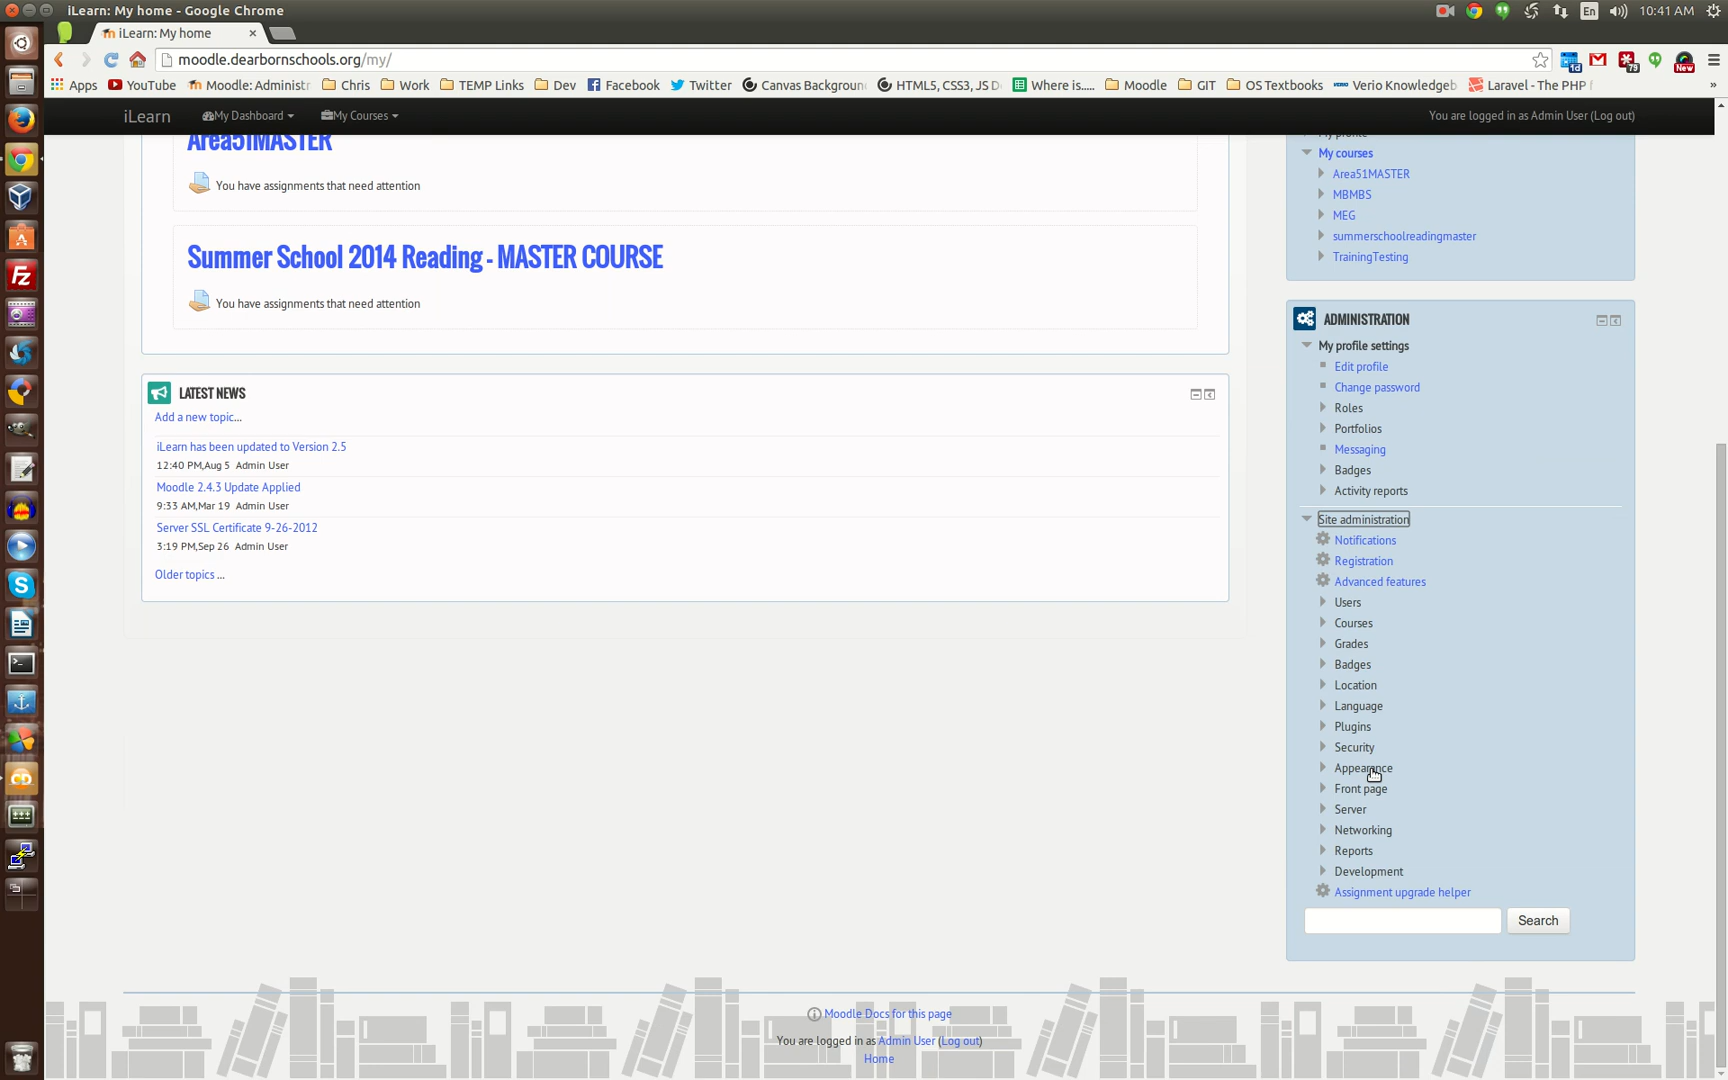 iLearn: My home - Google Chrome
En
10:41 AM
iLearn: My home
moodle.dearbornschools.org/my/
1d
79
New
Apps
YouTube
Moodle: Administr
Chris
Work
TEMP Links
Dev
Facebook
Twitter
Canvas Backgroun
HTML5, CSS3, JS D
Where is.....
Moodle
GIT
OS Textbooks
Verio Knowledgeb
Laravel - The PHP f
»
iLearn
My Dashboard
My Courses
You are logged in as Admin User (Log out)
Area51MASTER
You have assignments that need attention
Summer School 2014 Reading - MASTER COURSE
You have assignments that need attention
LATEST NEWS
Add a new topic...
iLearn has been updated to Version 2.5
12:40 PM,Aug 5 Admin User
Moodle 2.4.3 Update Applied
9:33 AM,Mar 19 Admin User
Server SSL Certificate 9-26-2012
3:19 PM,Sep 26 Admin User
Older topics ...
My profile
My courses
Area51MASTER
MBMBS
MEG
summerschoolreadingmaster
TrainingTesting
ADMINISTRATION
My profile settings
Edit profile
Change password
Roles
Portfolios
Messaging
Badges
Activity reports
Site administration
Notifications
Registration
Advanced features
Users
Courses
Grades
Badges
Location
Language
Plugins
Security
Appearance
Front page
Server
Networking
Reports
Development
Assignment upgrade helper
Search
Moodle Docs for this page
You are logged in as Admin User (Log out)
Home